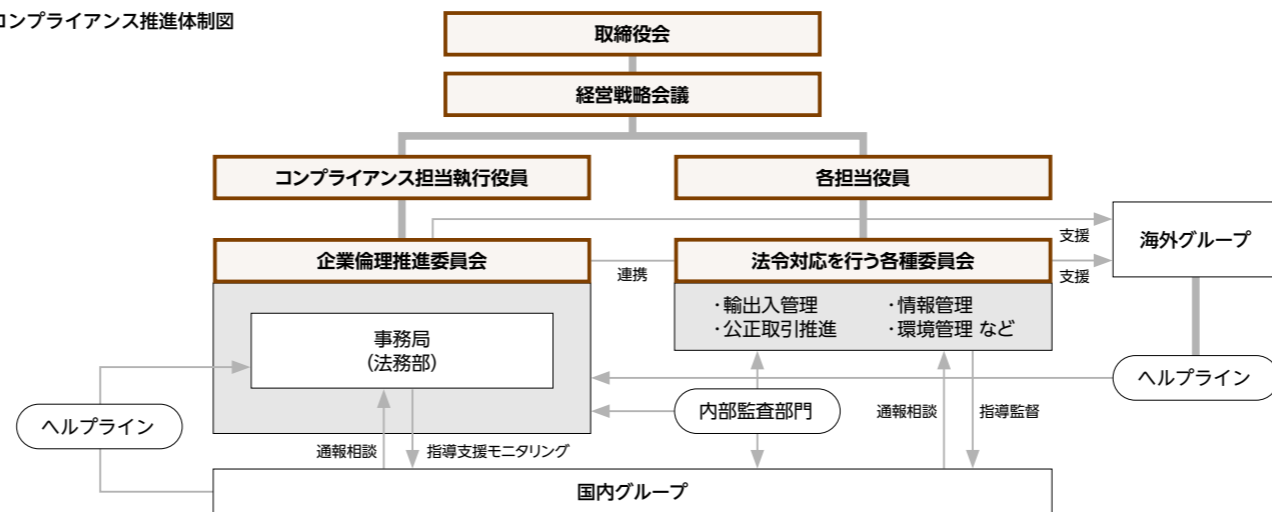 コンプライアンス推進体制図
取締役会
経営戦略会議
コンプライアンス担当執行役員
各担当役員
企業倫理推進委員会
連携
法令対応を行う各種委員会
支援
支援
海外グループ
・輸出入管理
・情報管理
・公正取引推進
・環境管理 など
事務局
(法務部)
ヘルプライン
ヘルプライン
内部監査部門
通報相談
指導支援モニタリング
通報相談
指導監督
国内グループ